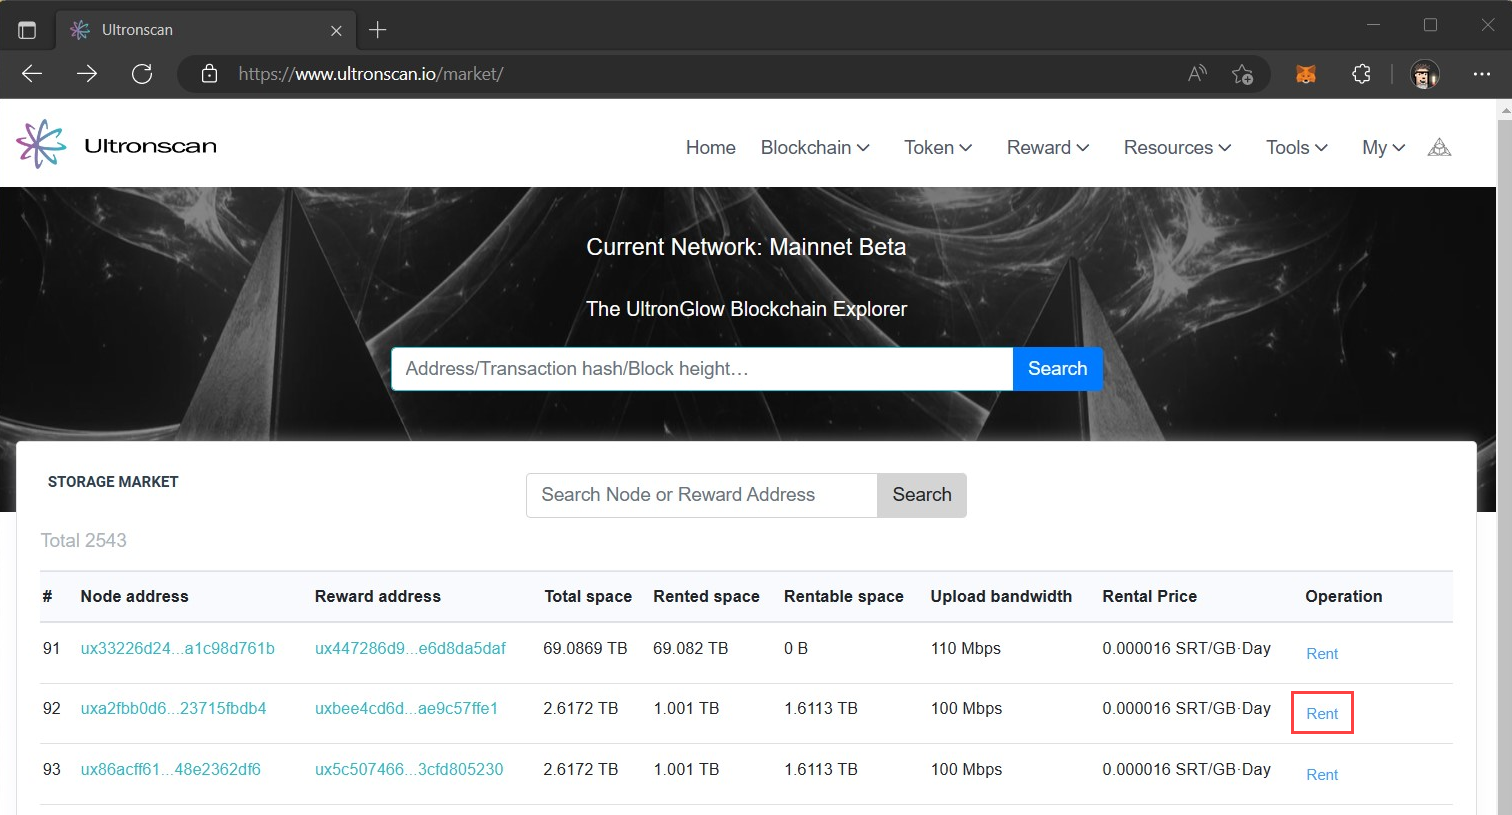 Ultronscan
https://www.ultronscan.io/market/
Ultronscan
Home Blockchain Token Reward Resources Tools My
Current Network: Mainnet Beta
The UltronGlow Blockchain Explorer
Address/Transaction hash/Block height… Search
STORAGE MARKET
Search Node or Reward Address Search
Total 2543
# Node address Reward address Total space Rented space Rentable space Upload bandwidth Rental Price Operation
91 ux33226d24...a1c98d761b ux447286d9...e6d8da5daf 69.0869 TB 69.082 TB 0 B 110 Mbps 0.000016 SRT/GB·Day Rent
92 uxa2fbb0d6...23715fbdb4 uxbee4cd6d...ae9c57ffe1 2.6172 TB 1.001 TB 1.6113 TB 100 Mbps 0.000016 SRT/GB·Day Rent
93 ux86acff61...48e2362df6 ux5c507466...3cfd805230 2.6172 TB 1.001 TB 1.6113 TB 100 Mbps 0.000016 SRT/GB·Day Rent